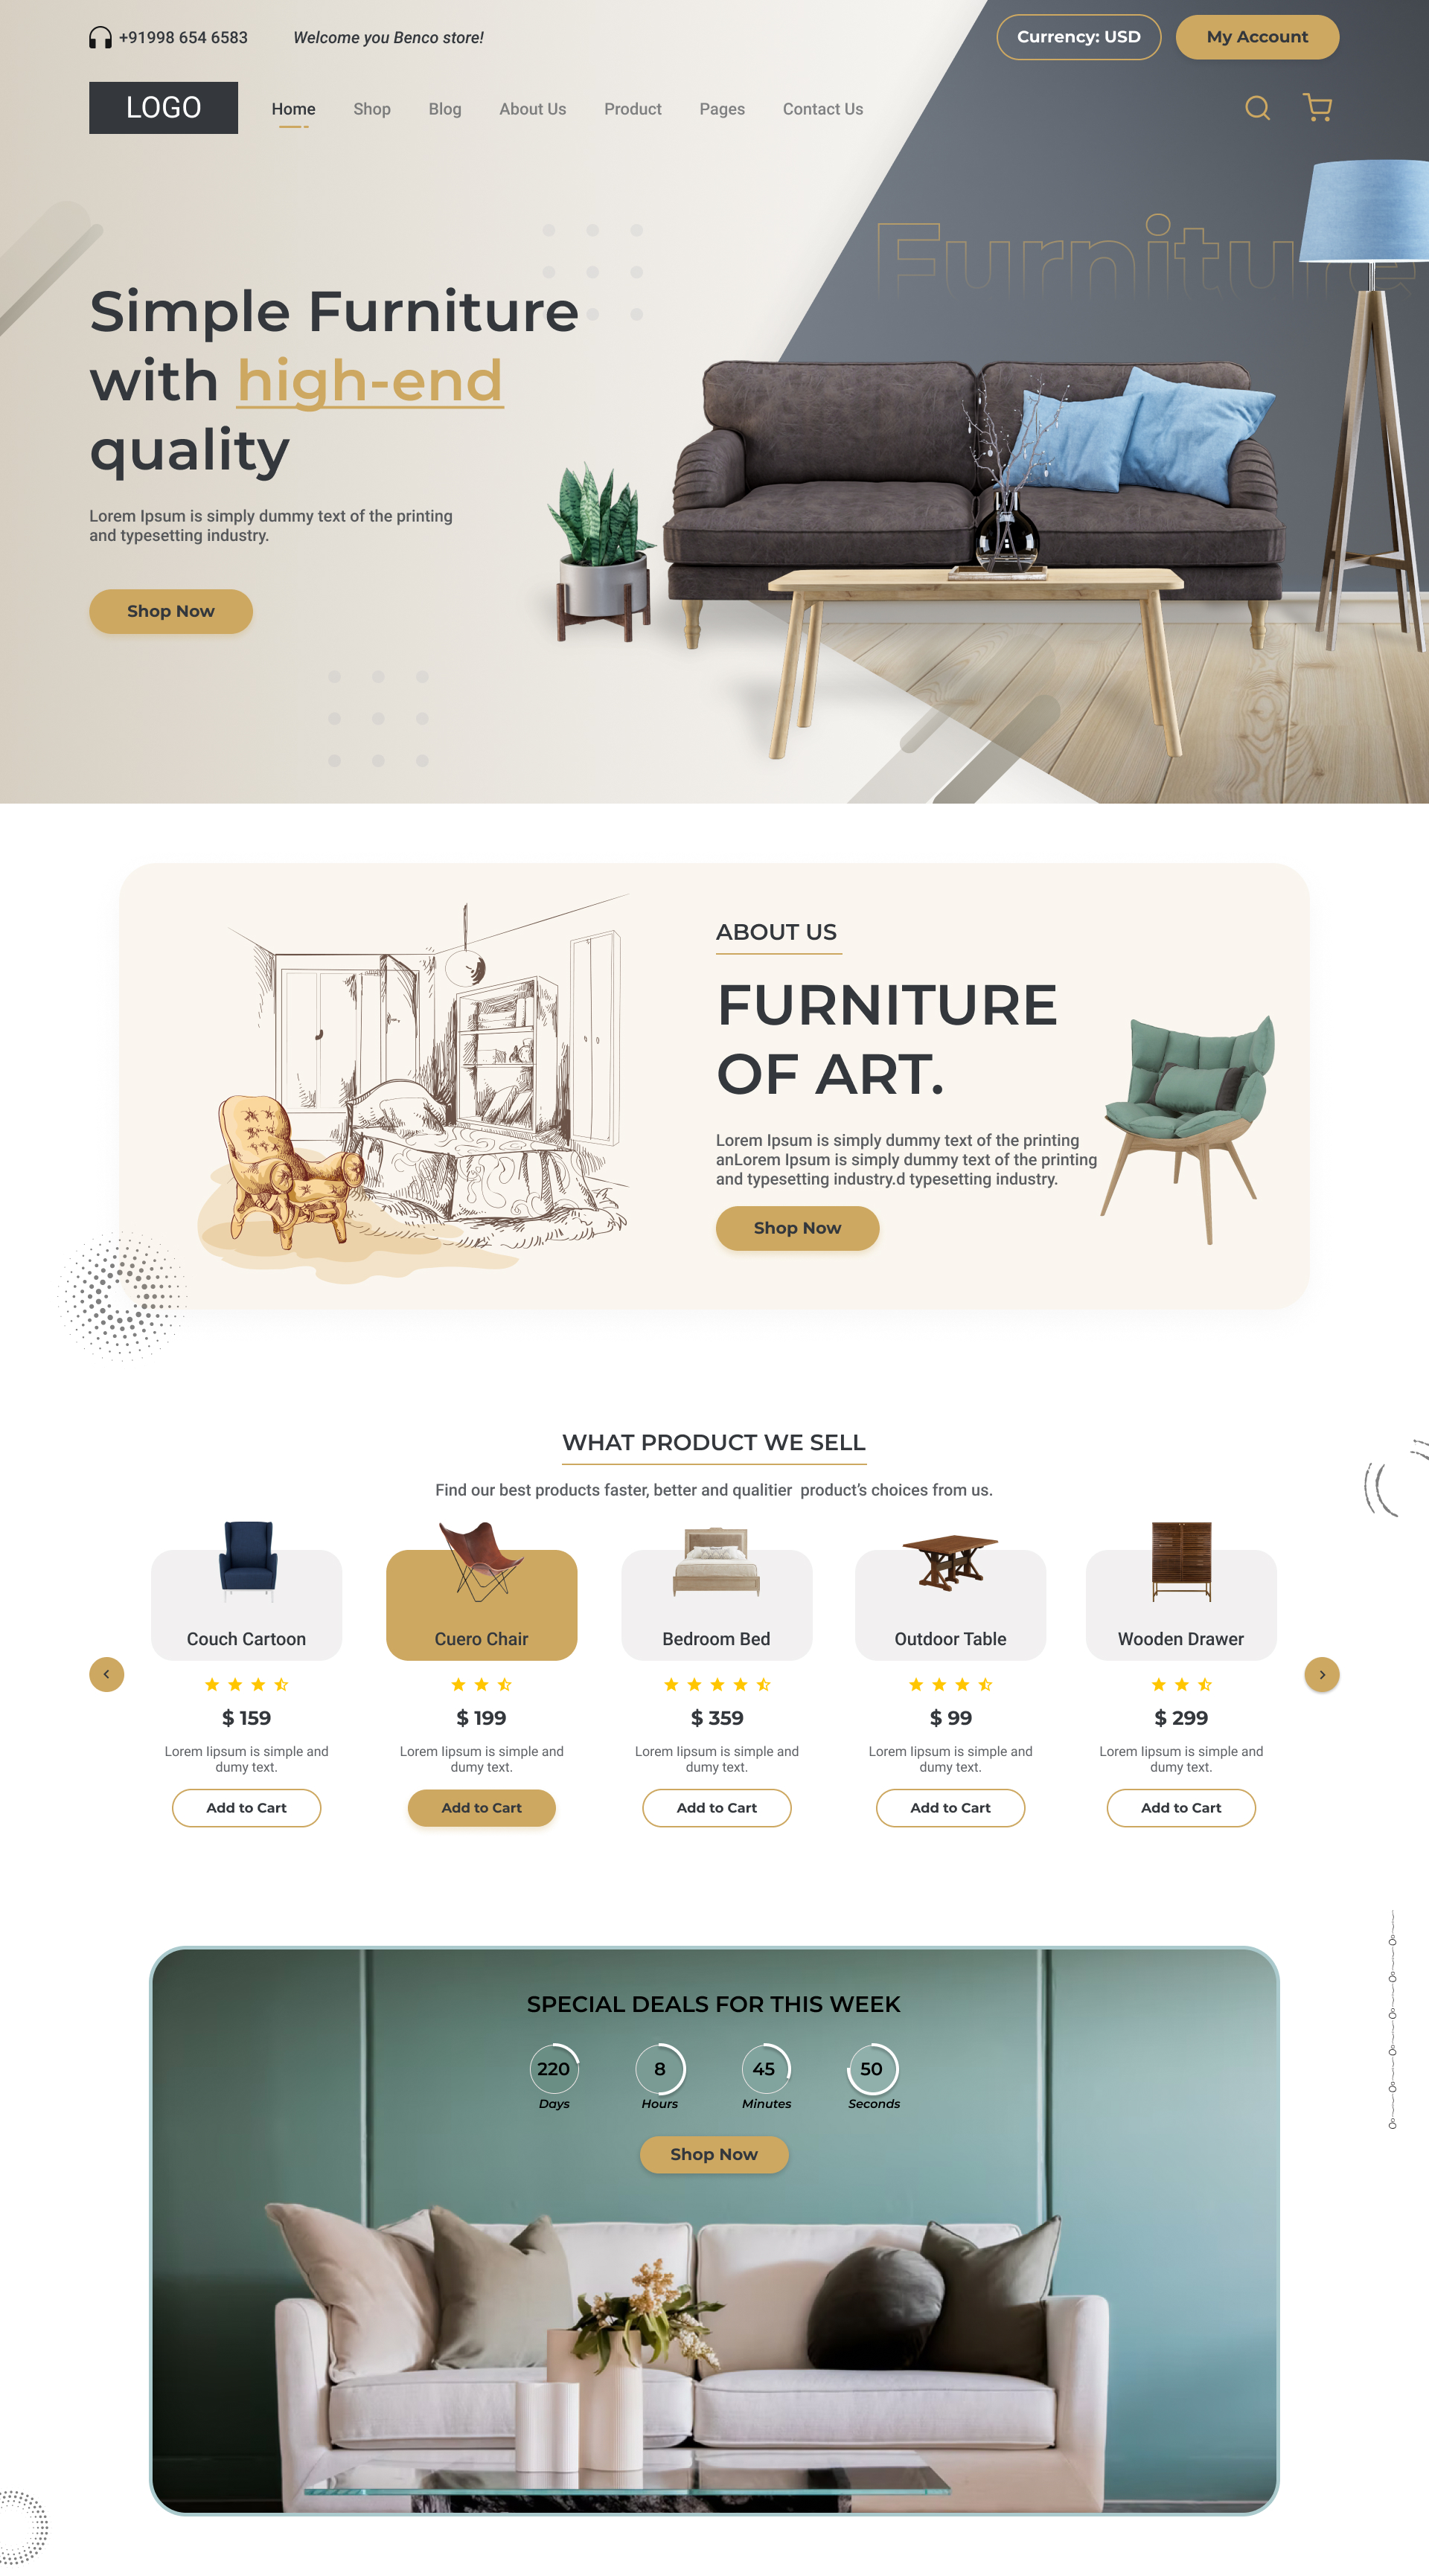 +91998 654 6583
Welcome you Benco store!
Currency: USD
My Account
LOGO
Home
Shop
Blog
About Us
Product
Pages
Contact Us
Furniture
Simple Furniture
with high-end
quality
Lorem Ipsum is simply dummy text of the printing
and typesetting industry.
Shop Now
ABOUT US
FURNITURE
OF ART.
Lorem Ipsum is simply dummy text of the printing
anLorem Ipsum is simply dummy text of the printing
and typesetting industry.d typesetting industry.
Shop Now
WHAT PRODUCT WE SELL
Find our best products faster, better and qualitier  product's choices from us.
Couch Cartoon
$ 159
Lorem Iipsum is simple and
dumy text.
Add to Cart
Cuero Chair
$ 199
Lorem Iipsum is simple and
dumy text.
Add to Cart
Bedroom Bed
$ 359
Lorem Iipsum is simple and
dumy text.
Add to Cart
Outdoor Table
$ 99
Lorem Iipsum is simple and
dumy text.
Add to Cart
Wooden Drawer
$ 299
Lorem Iipsum is simple and
dumy text.
Add to Cart
SPECIAL DEALS FOR THIS WEEK
220
Days
8
Hours
45
Minutes
50
Seconds
Shop Now